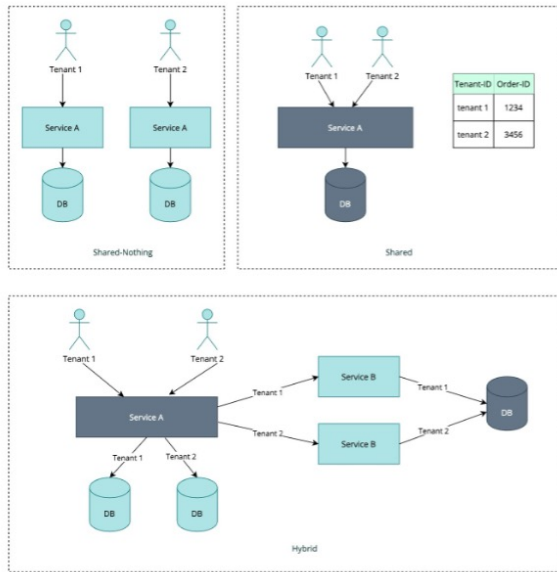 Tenant 1
Tenant 2
Service A
Service A
DB
DB
Shared-Nothing
Tenant 1
Tenant 2
Service A
DB
Tenant-ID Order-ID
tenant 1 1234
tenant 2 3456
Shared
Tenant 1
Tenant 2
Service A
Tenant 1
Tenant 2
Service B
Service B
Tenant 1
Tenant 2
DB
Tenant 1
Tenant 2
DB
DB
Hybrid